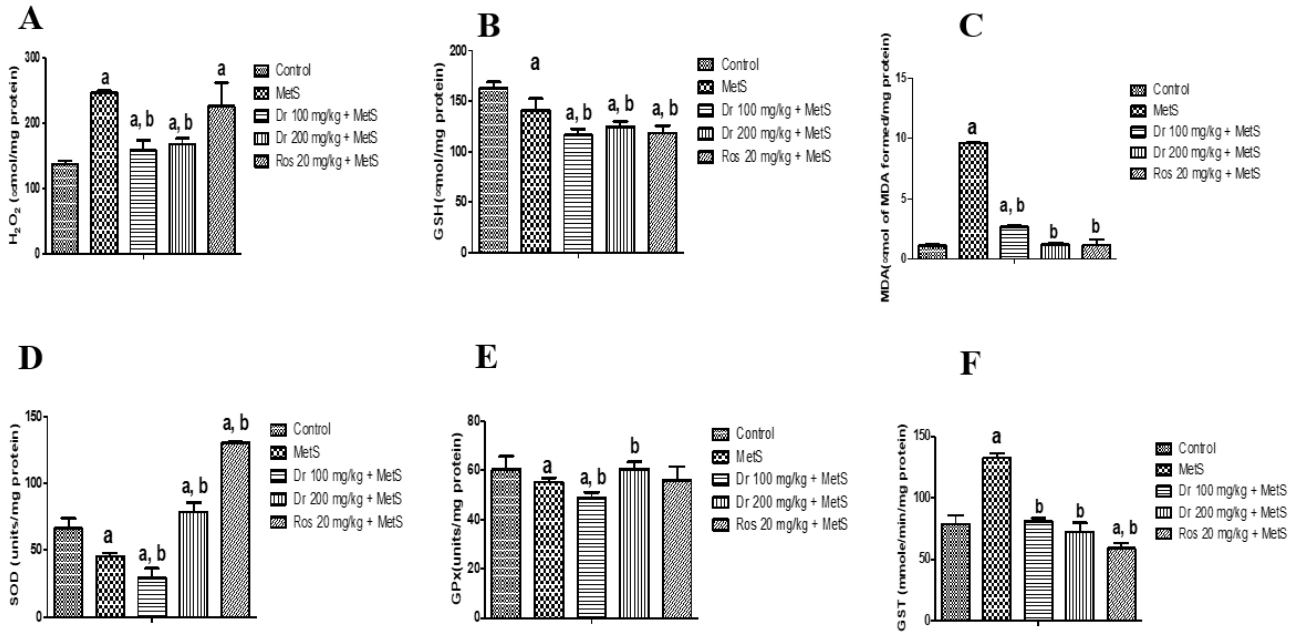 A
H₂O₂ (∞mol/mg protein)
300
200
100
0
a
a, b
a, b
a
Control
MetS
Dr 100 mg/kg + MetS
Dr 200 mg/kg + MetS
Ros 20 mg/kg + MetS
B
GSH(∞mol/mg protein)
200
150
100
50
0
a
a, b
a, b
a, b
Control
MetS
Dr 100 mg/kg + MetS
Dr 200 mg/kg + MetS
Ros 20 mg/kg + MetS
C
MDA(∞mol of MDA formed/mg protein)
15
10
5
0
a
a, b
b
b
Control
MetS
Dr 100 mg/kg + MetS
Dr 200 mg/kg + MetS
Ros 20 mg/kg + MetS
D
SOD (units/mg protein)
150
100
50
0
a
a, b
a, b
a, b
Control
MetS
Dr 100 mg/kg + MetS
Dr 200 mg/kg + MetS
Ros 20 mg/kg + MetS
E
GPx(units/mg protein)
80
60
40
20
0
a
a, b
b
Control
MetS
Dr 100 mg/kg + MetS
Dr 200 mg/kg + MetS
Ros 20 mg/kg + MetS
F
GST (mmole/min/mg protein)
150
100
50
0
a
b
b
a, b
Control
MetS
Dr 100 mg/kg + MetS
Dr 200 mg/kg + MetS
Ros 20 mg/kg + MetS